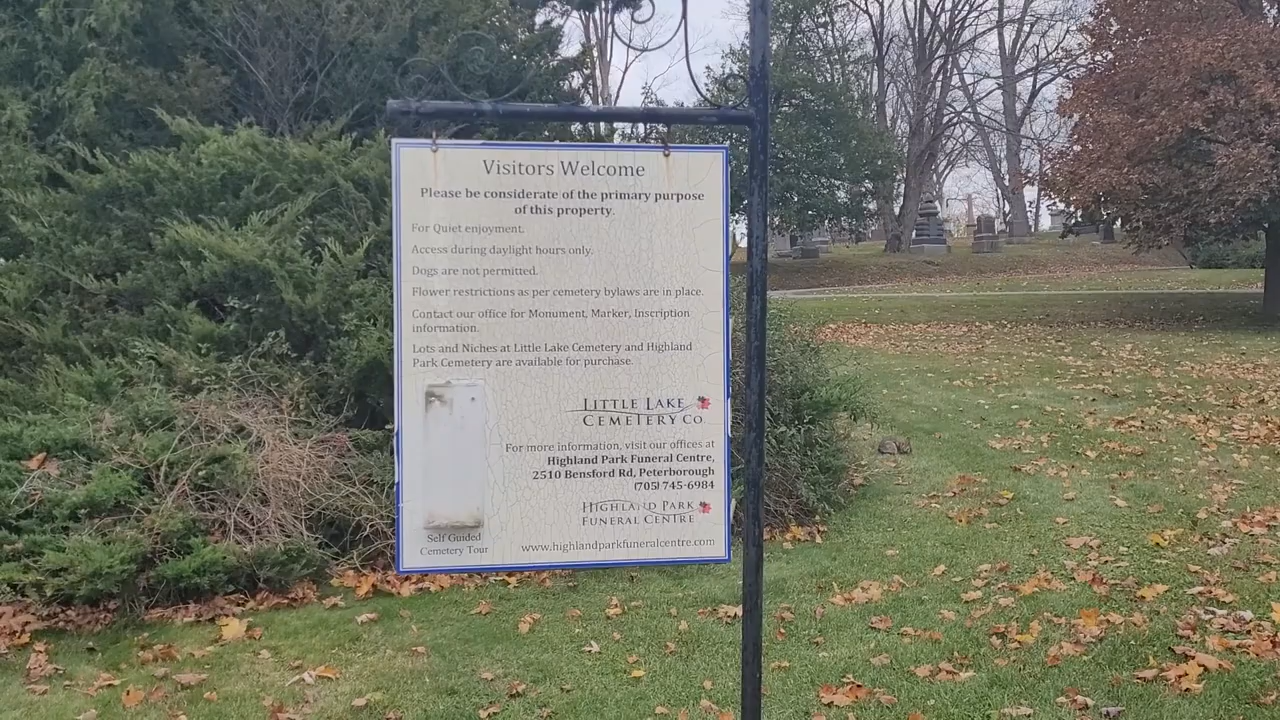 Visitors Welcome
Please be considerate of the primary purpose
of this property.
For Quiet enjoyment.
Access during daylight hours only.
Dogs are not permitted.
Flower restrictions as per cemetery bylaws are in place.
Contact our office for Monument, Marker, Inscription
information.
Lots and Niches at Little Lake Cemetery and Highland
Park Cemetery are available for purchase.
LITTLE LAKE
CEMETERY CO.
For more information, visit our offices at
Highland Park Funeral Centre,
2510 Bensford Rd, Peterborough
(705) 745-6984
HIGHLAND PARK
FUNERAL CENTRE
Self Guided
Cemetery Tour
www.highlandparkfuneralcentre.com